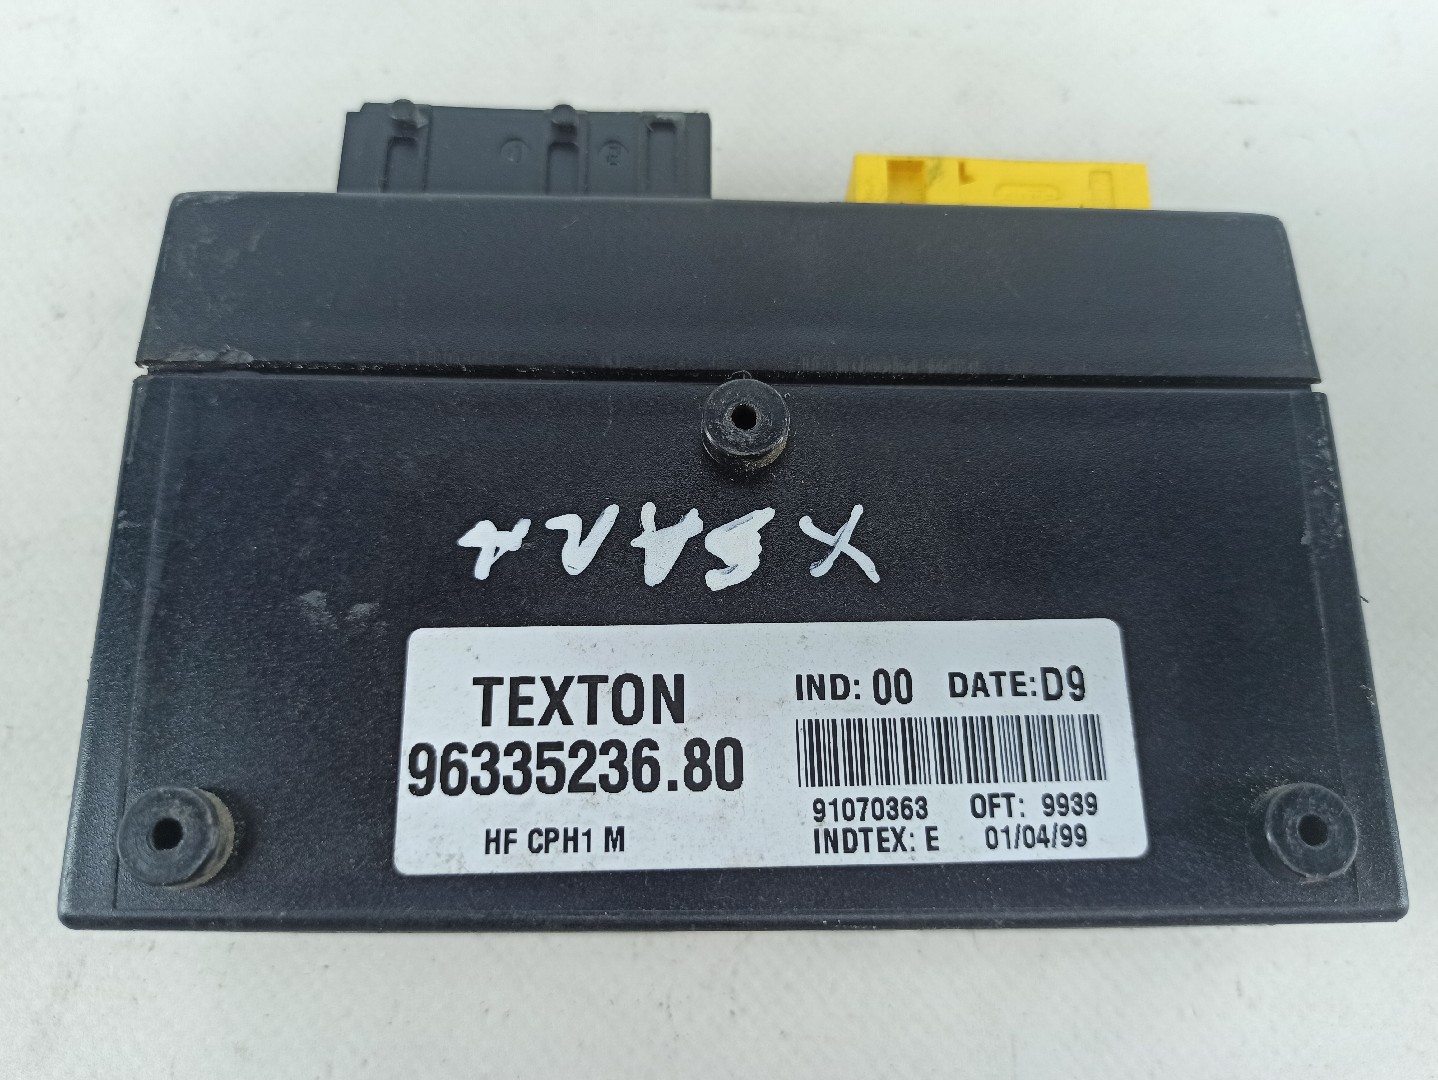 XSARA
TEXTON
96335236.80
HF CPH1 M
IND: 00 DATE: D9
91070363 OFT: 9939
INDTEX: E 01/04/99